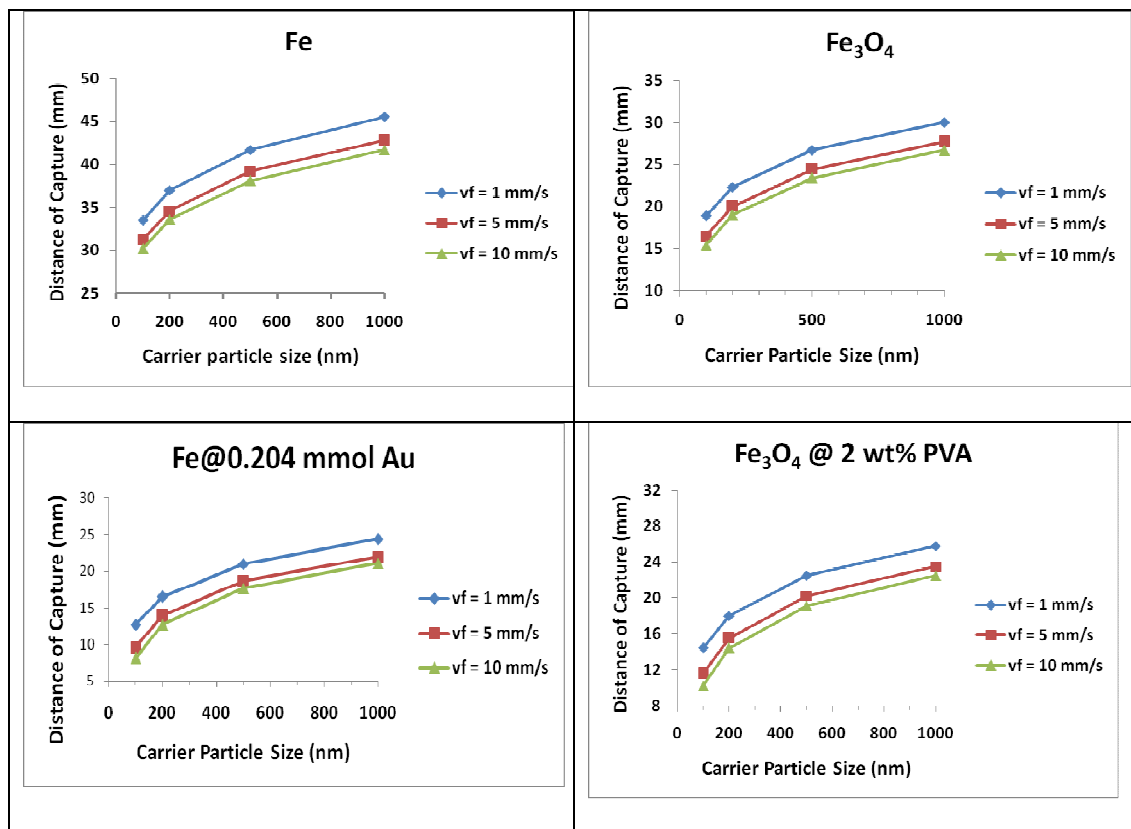 Fe
Distance of Capture (mm)
50
45
40
35
30
25
0 200 400 600 800 1000
Carrier particle size (nm)
vf = 1 mm/s
vf = 5 mm/s
vf = 10 mm/s
Fe₃O₄
Distance of Capture (mm)
35
30
25
20
15
10
0 500 1000
Carrier Particle Size (nm)
vf = 1 mm/s
vf = 5 mm/s
vf = 10 mm/s
Fe@0.204 mmol Au
Distance of Capture (mm)
30
25
20
15
10
5
0 200 400 600 800 1000
Carrier Particle Size (nm)
vf = 1 mm/s
vf = 5 mm/s
vf = 10 mm/s
Fe₃O₄ @ 2 wt% PVA
Distance of Capture (mm)
32
28
24
20
16
12
8
0 200 400 600 800 1000
Carrier Particle Size (nm)
vf = 1 mm/s
vf = 5 mm/s
vf = 10 mm/s